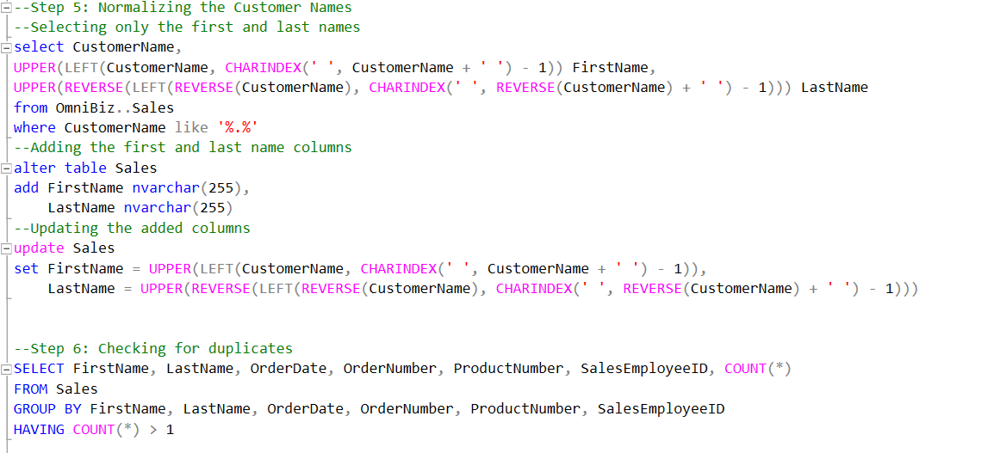 --Step 5: Normalizing the Customer Names
--Selecting only the first and last names
select CustomerName,
UPPER(LEFT(CustomerName, CHARINDEX(' ', CustomerName + ' ') - 1)) FirstName,
UPPER(REVERSE(LEFT(REVERSE(CustomerName), CHARINDEX(' ', REVERSE(CustomerName) + ' ') - 1))) LastName
from OmniBiz..Sales
where CustomerName like '%.%'
--Adding the first and last name columns
alter table Sales
add FirstName nvarchar(255),
    LastName nvarchar(255)
--Updating the added columns
update Sales
set FirstName = UPPER(LEFT(CustomerName, CHARINDEX(' ', CustomerName + ' ') - 1)),
    LastName = UPPER(REVERSE(LEFT(REVERSE(CustomerName), CHARINDEX(' ', REVERSE(CustomerName) + ' ') - 1)))
--Step 6: Checking for duplicates
SELECT FirstName, LastName, OrderDate, OrderNumber, ProductNumber, SalesEmployeeID, COUNT(*)
FROM Sales
GROUP BY FirstName, LastName, OrderDate, OrderNumber, ProductNumber, SalesEmployeeID
HAVING COUNT(*) > 1